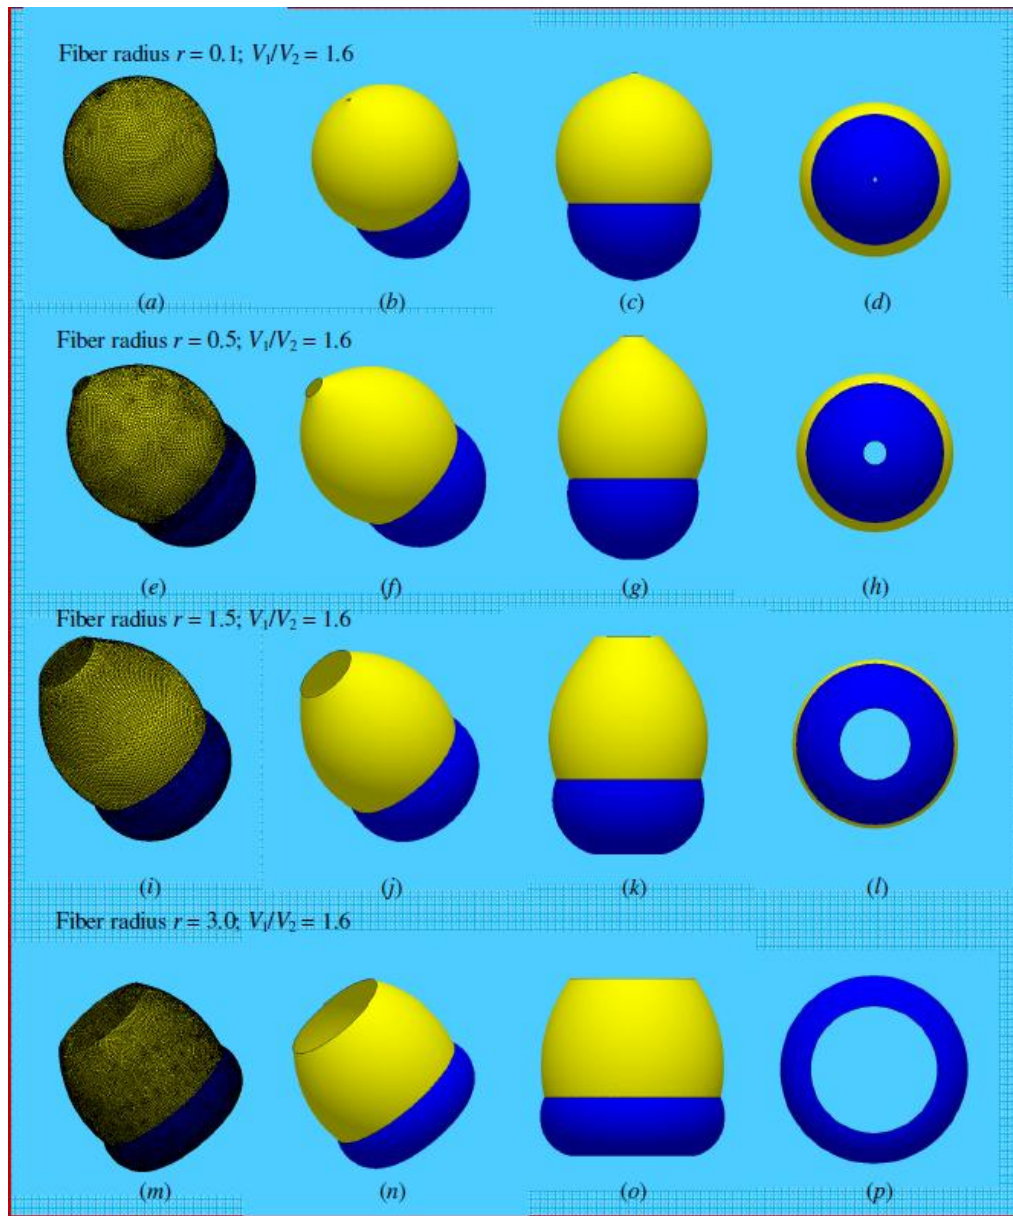 Fiber radius r = 0.1; V₁/V₂ = 1.6
(a) (b) (c) (d)
Fiber radius r = 0.5; V₁/V₂ = 1.6
(e) (f) (g) (h)
Fiber radius r = 1.5; V₁/V₂ = 1.6
(i) (j) (k) (l)
Fiber radius r = 3.0; V₁/V₂ = 1.6
(m) (n) (o) (p)